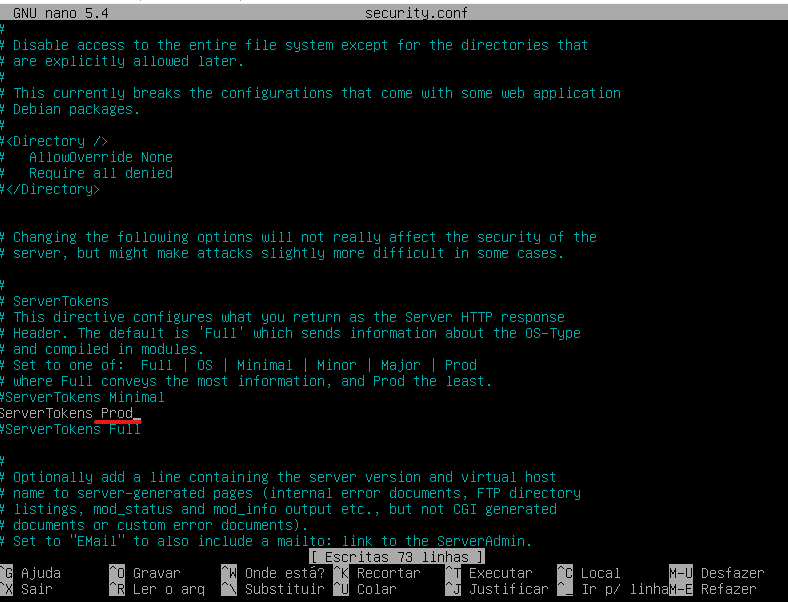 GNU nano 5.4 security.conf
#
# Disable access to the entire file system except for the directories that
# are explicitly allowed later.
#
# This currently breaks the configurations that come with some web application
# Debian packages.
#
#<Directory />
#   AllowOverride None
#   Require all denied
#</Directory>
# Changing the following options will not really affect the security of the
# server, but might make attacks slightly more difficult in some cases.
#
# ServerTokens
# This directive configures what you return as the Server HTTP response
# Header. The default is 'Full' which sends information about the OS-Type
# and compiled in modules.
# Set to one of:  Full | OS | Minimal | Minor | Major | Prod
# where Full conveys the most information, and Prod the least.
#ServerTokens Minimal
ServerTokens Prod_
#ServerTokens Full
#
# Optionally add a line containing the server version and virtual host
# name to server-generated pages (internal error documents, FTP directory
# listings, mod_status and mod_info output etc., but not CGI generated
# documents or custom error documents).
# Set to "EMail" to also include a mailto: link to the ServerAdmin.
[ Escritas 73 linhas ]
^G Ajuda ^O Gravar ^W Onde está? ^K Recortar ^T Executar ^C Local M-U Desfazer
^X Sair ^R Ler o arq ^\ Substituir ^U Colar ^J Justificar ^_ Ir p/ linha M-E Refazer